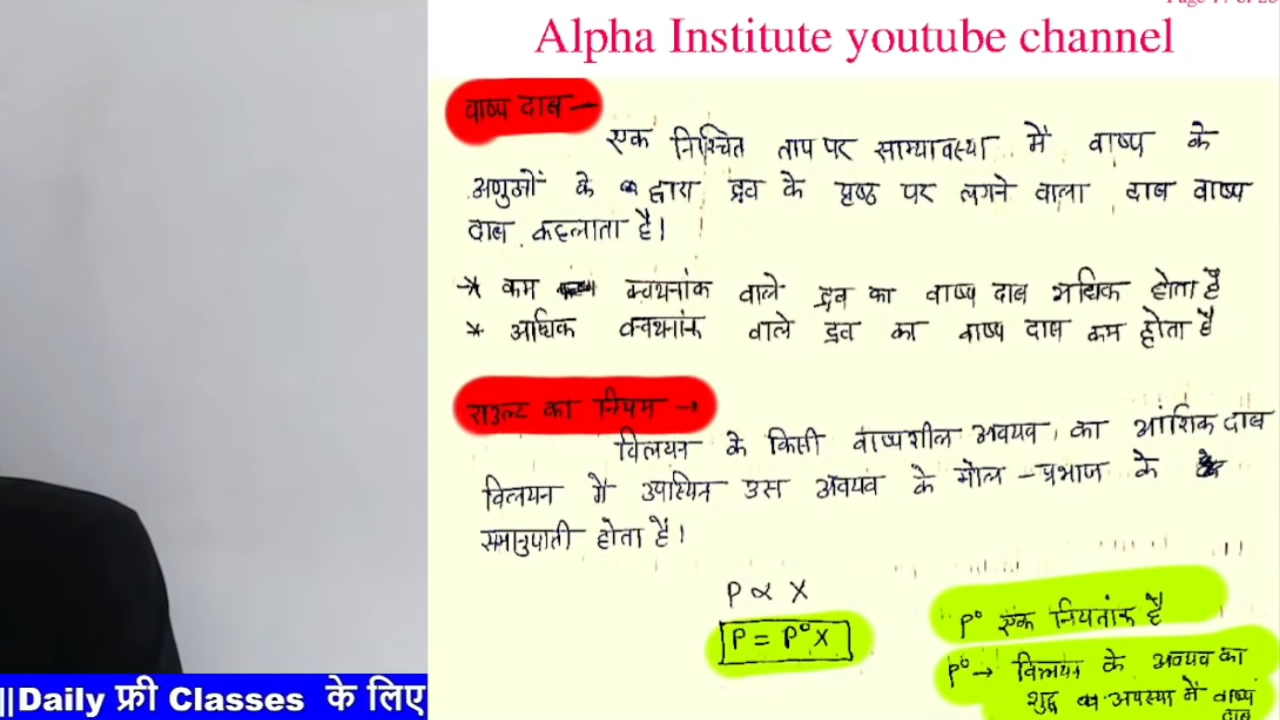 Alpha Institute youtube channel
वाष्प दाब →
एक निश्चित ताप पर साम्यावस्था में वाष्प के
अणुओं के द्वारा द्रव के पृष्ठ पर लगने वाला दाब वाष्प
दाब कहलाता है।
→* कम क्वथनांक वाले द्रव का वाष्प दाब अधिक होता है
* अधिक क्वथनांक वाले द्रव का वाष्प दाब कम होता है
राउल्ट का नियम →
विलयन के किसी वाष्पशील अवयव का आंशिक दाब
विलयन में उपस्थित उस अवयव के मोल - प्रभाज के
समानुपाती होता है।
P ∝ X
P = P° X
P° एक नियतांक है
P° → विलयन के अवयव का
शुद्ध अवस्था में वाष्प
दाब
||Daily फ्री Classes के लिए